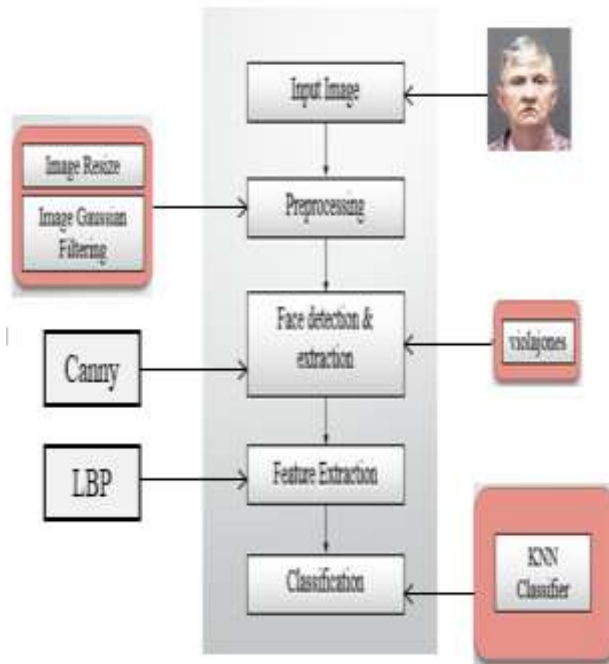 Input Image
Image Resize
Image Gaussian
Filtering
Preprocessing
Face detection &
extraction
violajones
Canny
LBP
Feature Extraction
Classification
KNN
Classifier